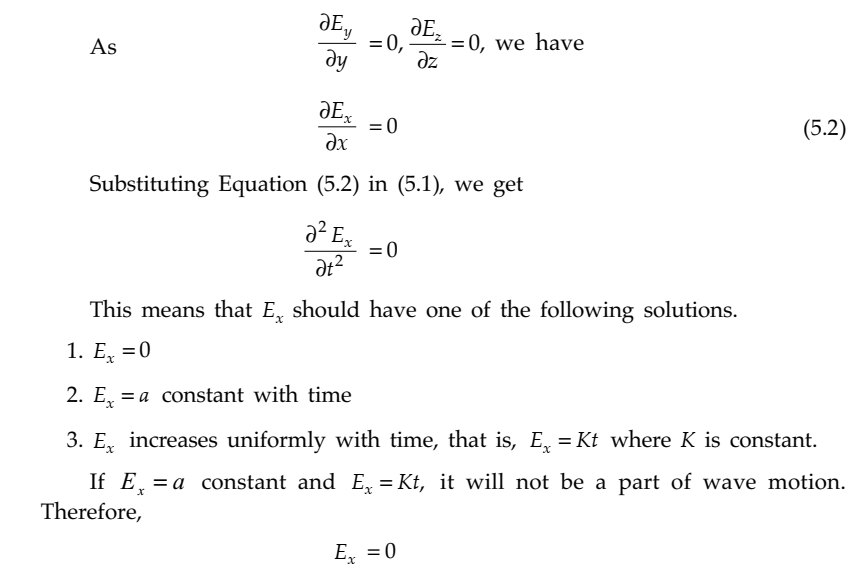 As ∂E_y/∂y = 0, ∂E_z/∂z = 0, we have
∂E_x/∂x = 0 (5.2)
Substituting Equation (5.2) in (5.1), we get
∂² E_x/∂t² = 0
This means that E_x should have one of the following solutions.
1. E_x = 0
2. E_x = a constant with time
3. E_x increases uniformly with time, that is, E_x = Kt where K is constant.
If E_x = a constant and E_x = Kt, it will not be a part of wave motion.
Therefore,
E_x = 0